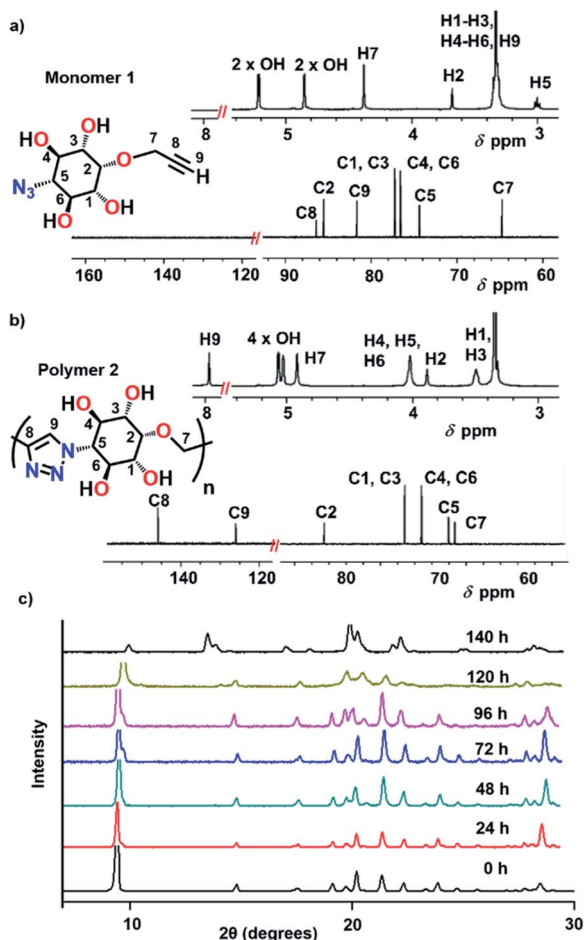 a)
Monomer 1
2 x OH 2 x OH H7 H1-H3, H4-H6, H9 H2 H5
8 5 4 3
δ ppm
HO OH 3 4 5 2 O 7 8 9 H
N3 6 1 HO OH
C8 C2 C9 C1, C3 C4, C6 C5 C7
160 140 120 90 80 70 60
δ ppm
b)
Polymer 2
H9 4 x OH H7 H4, H5, H6 H2 H1, H3
8 5 4 3
δ ppm
HO OH 3 4 5 2 O 7
8 9 N N=N 6 1 HO OH n
C8 C9 C2 C1, C3 C4, C6 C5 C7
140 120 80 70 60
δ ppm
c)
140 h
120 h
96 h
72 h
48 h
24 h
0 h
Intensity
10 20 30
2θ (degrees)